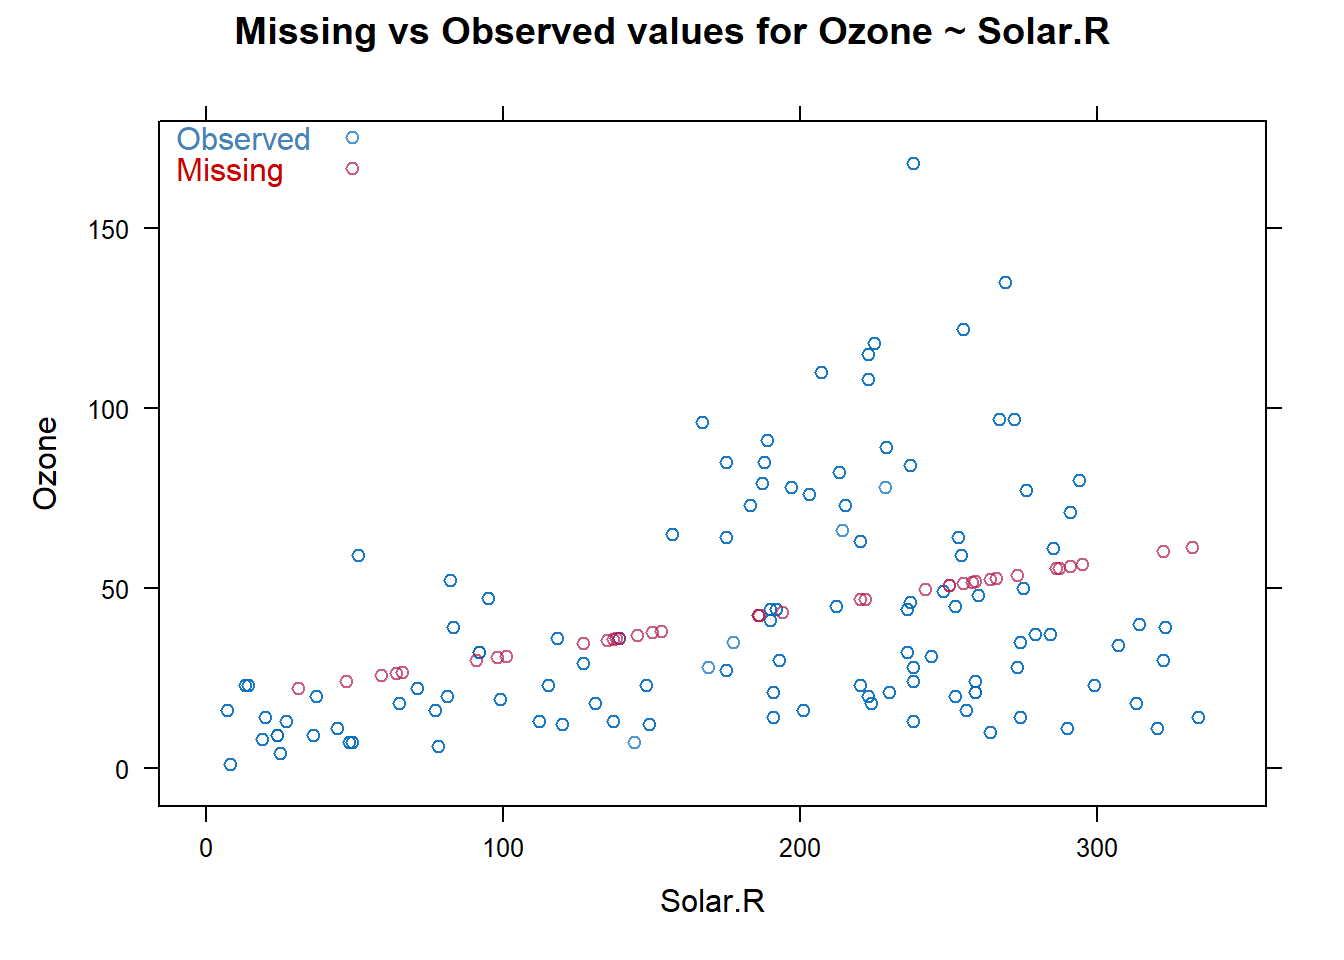 Missing vs Observed values for Ozone ~ Solar.R
Observed
Missing
150
100
50
0
Ozone
0 100 200 300
Solar.R